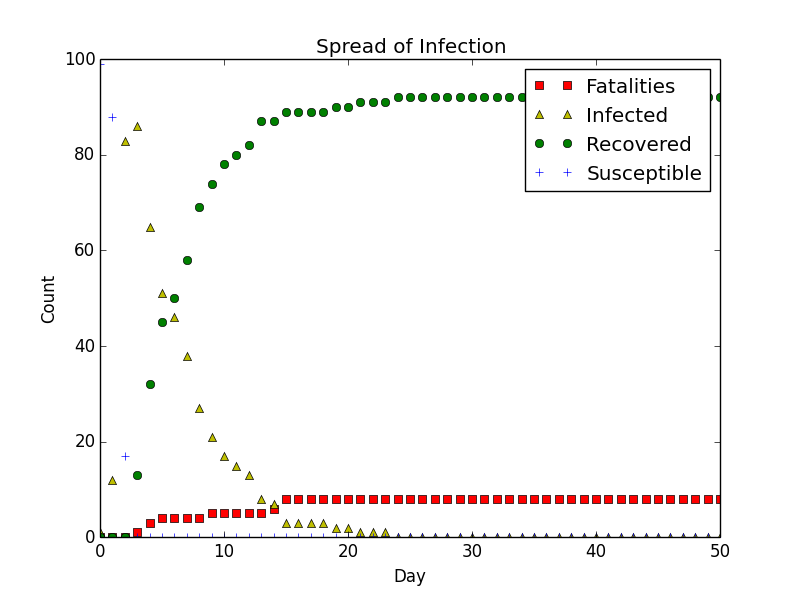 Spread of Infection
100
80
60
40
20
0
Count
Fatalities
Infected
Recovered
Susceptible
0 10 20 30 40 50
Day